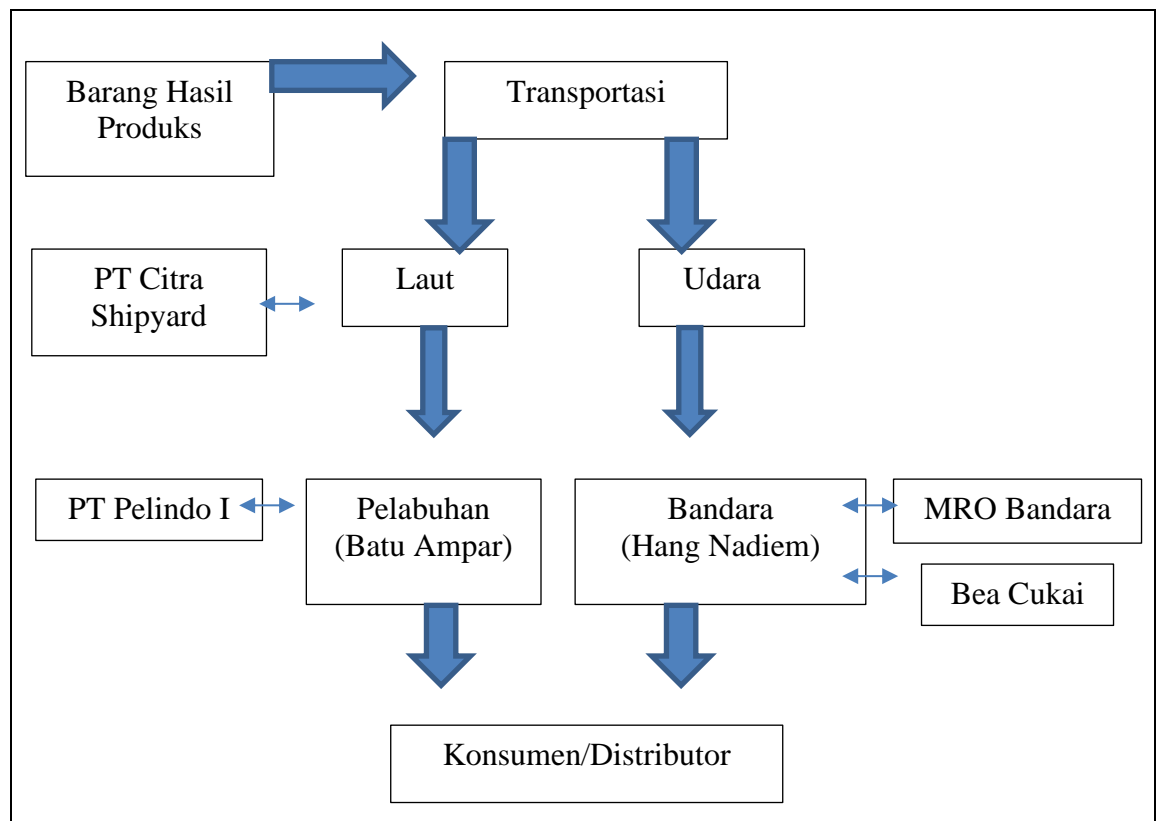 Barang Hasil
Produks
Transportasi
PT Citra
Shipyard
Laut
Udara
PT Pelindo I
Pelabuhan
(Batu Ampar)
Bandara
(Hang Nadiem)
MRO Bandara
Bea Cukai
Konsumen/Distributor